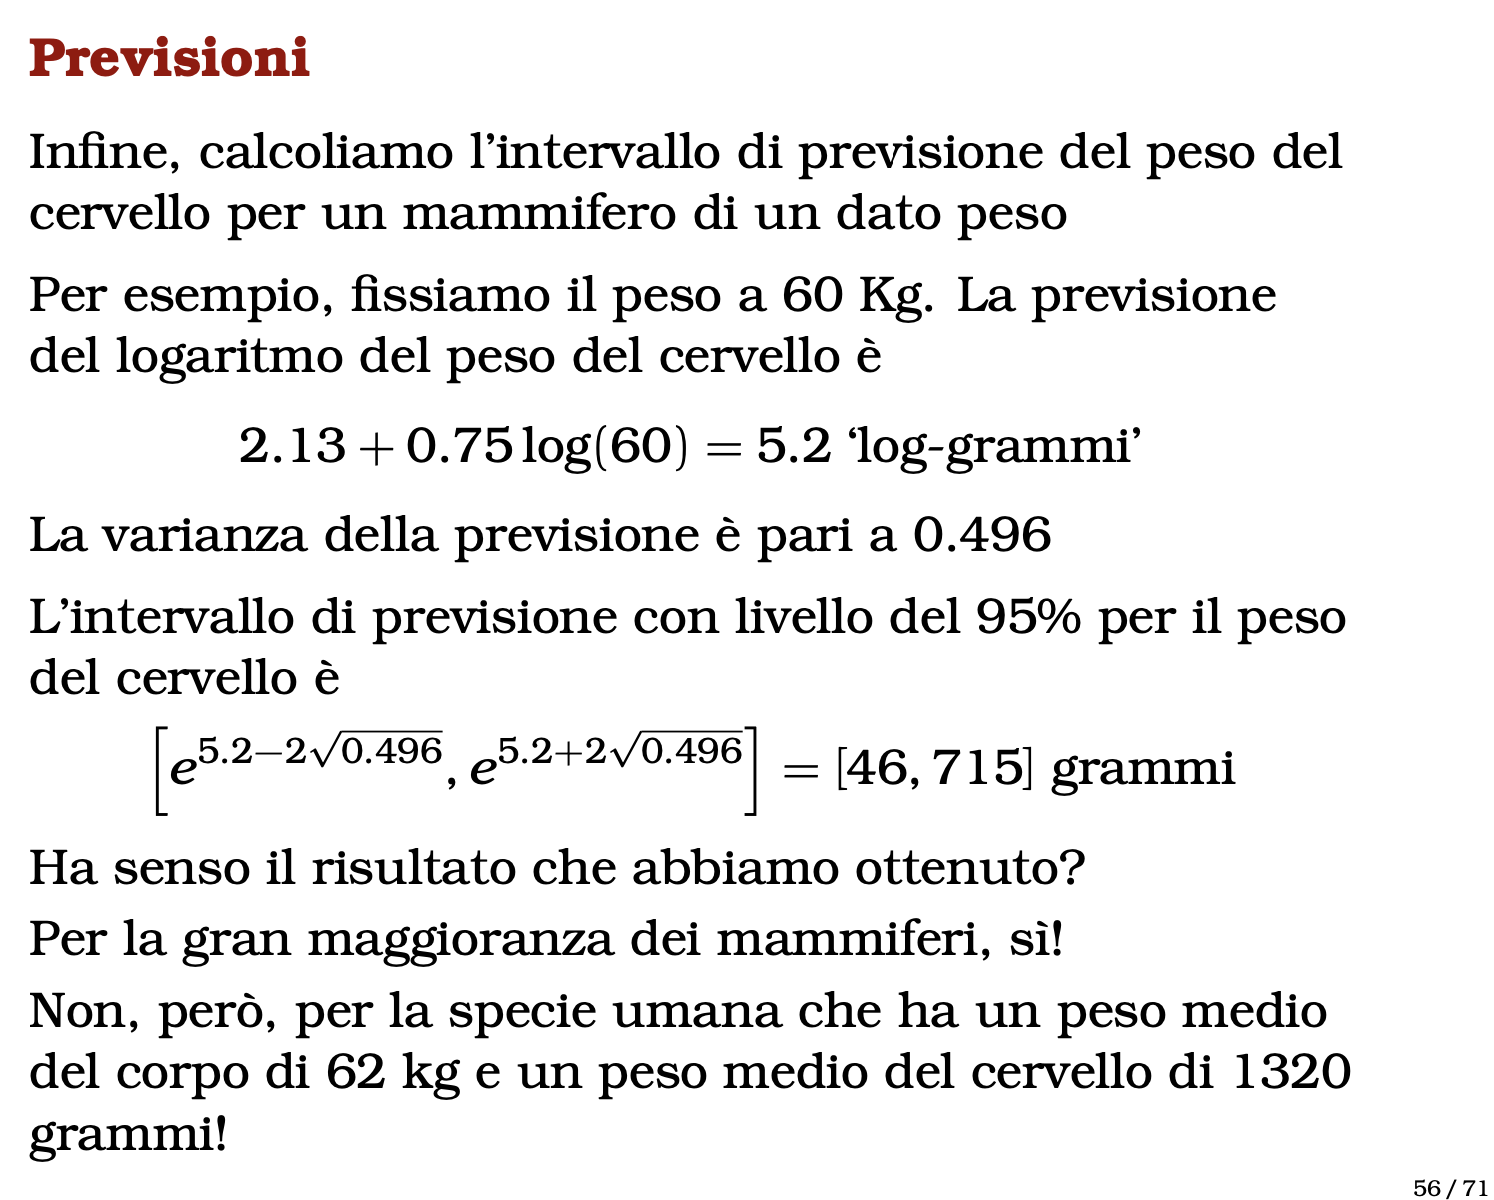 Previsioni
Infine, calcoliamo l’intervallo di previsione del peso del
cervello per un mammifero di un dato peso
Per esempio, fissiamo il peso a 60 Kg. La previsione
del logaritmo del peso del cervello è
2.13 + 0.75 log(60) = 5.2 ‘log-grammi’
La varianza della previsione è pari a 0.496
L’intervallo di previsione con livello del 95% per il peso
del cervello è
[e^{5.2−2√0.496}, e^{5.2+2√0.496}] = [46, 715] grammi
Ha senso il risultato che abbiamo ottenuto?
Per la gran maggioranza dei mammiferi, sì!
Non, però, per la specie umana che ha un peso medio
del corpo di 62 kg e un peso medio del cervello di 1320
grammi!
56 / 71